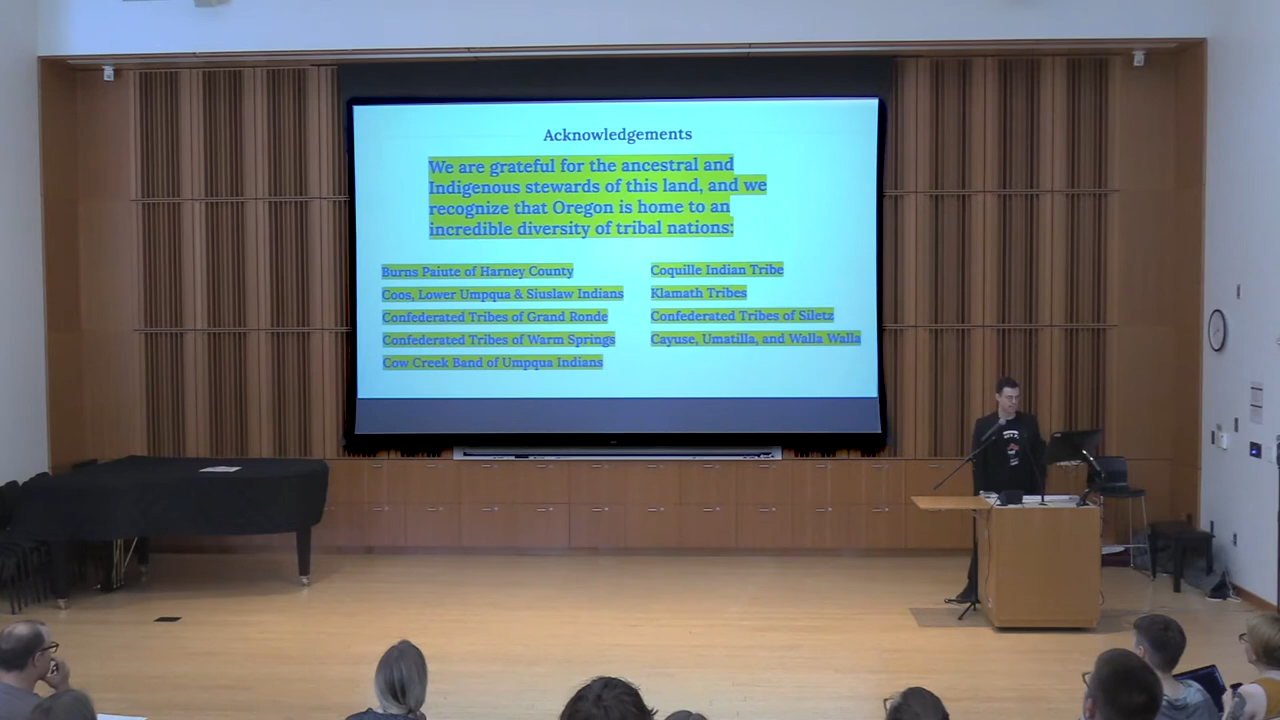 Acknowledgements
We are grateful for the ancestral and
Indigenous stewards of this land, and we
recognize that Oregon is home to an
incredible diversity of tribal nations:
Burns Paiute of Harney County
Coos, Lower Umpqua & Siuslaw Indians
Confederated Tribes of Grand Ronde
Confederated Tribes of Warm Springs
Cow Creek Band of Umpqua Indians
Coquille Indian Tribe
Klamath Tribes
Confederated Tribes of Siletz
Cayuse, Umatilla, and Walla Walla